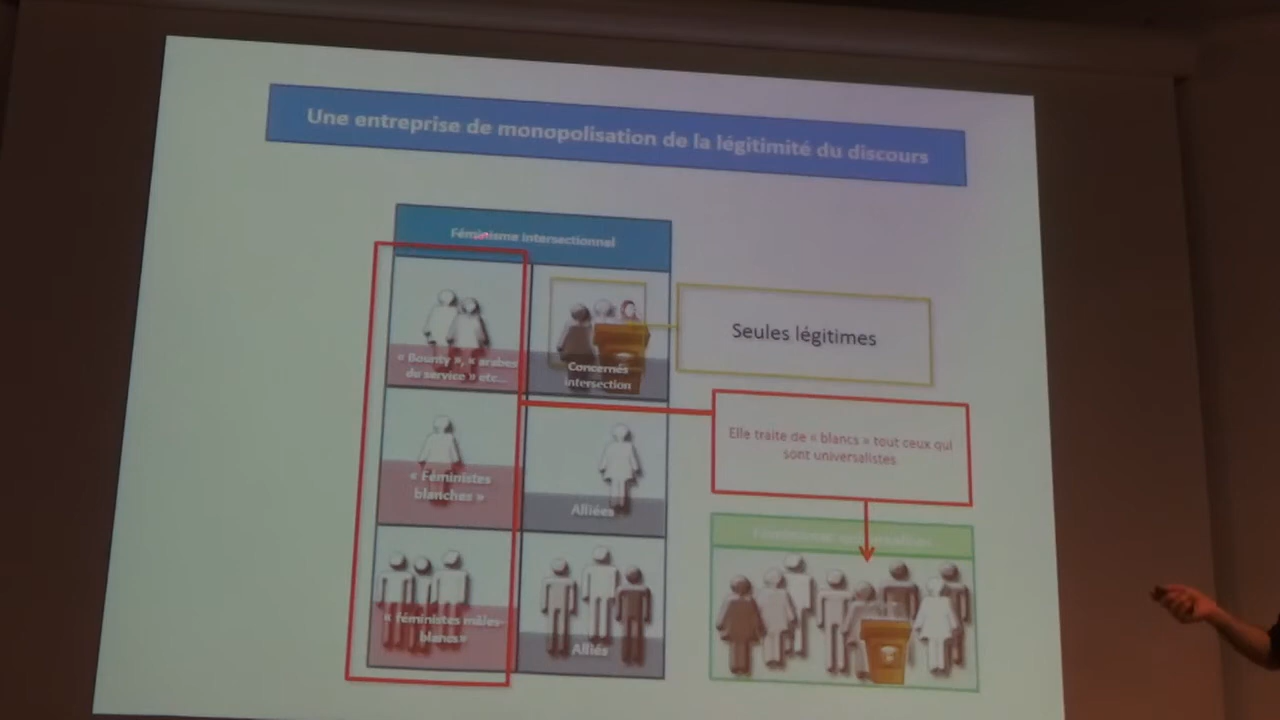 Une entreprise de monopolisation de la légitimité du discours
Féminisme intersectionnel
« Bounty », « arabes
du service » etc...
Concernés
intersection
Seules légitimes
Elle traite de « blancs » tout ceux qui
sont universalistes
« Féministes
blanches »
Alliées
« féministes mâles-
blancs»
Alliés